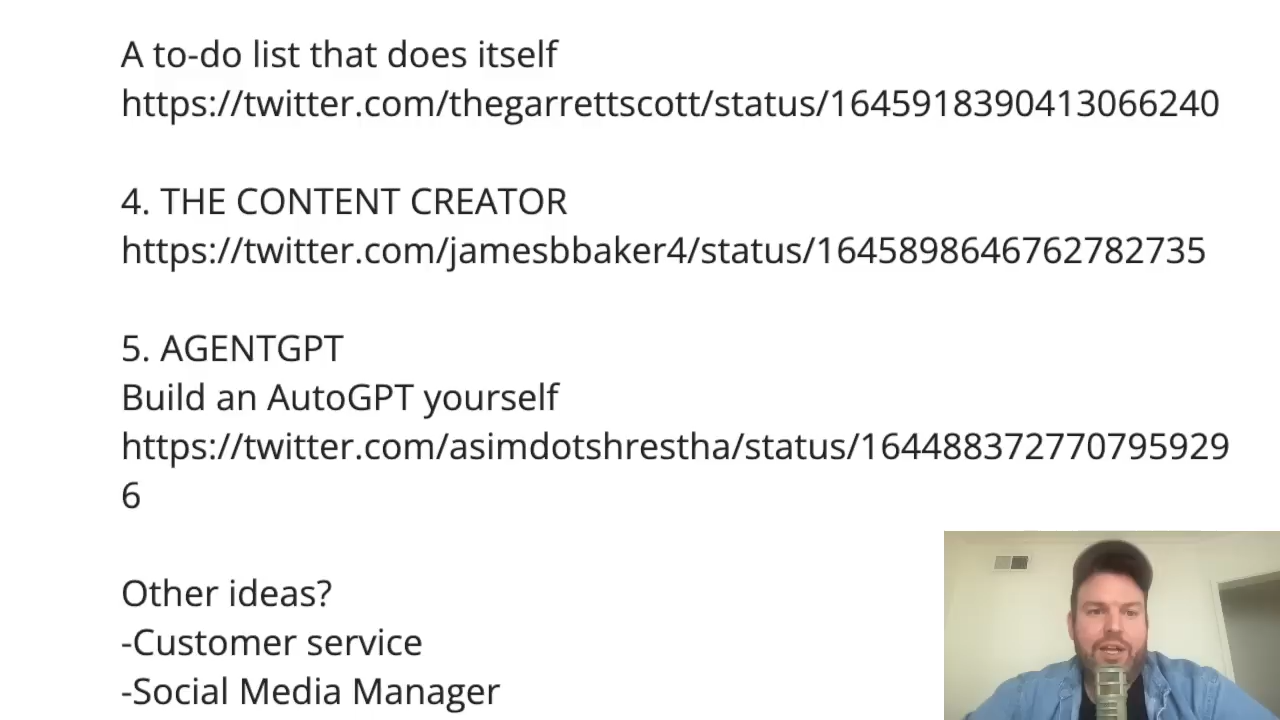 A to-do list that does itself
https://twitter.com/thegarrettscott/status/1645918390413066240
4. THE CONTENT CREATOR
https://twitter.com/jamesbbaker4/status/1645898646762782735
5. AGENTGPT
Build an AutoGPT yourself
https://twitter.com/asimdotshrestha/status/164488372770795929
6
Other ideas?
-Customer service
-Social Media Manager